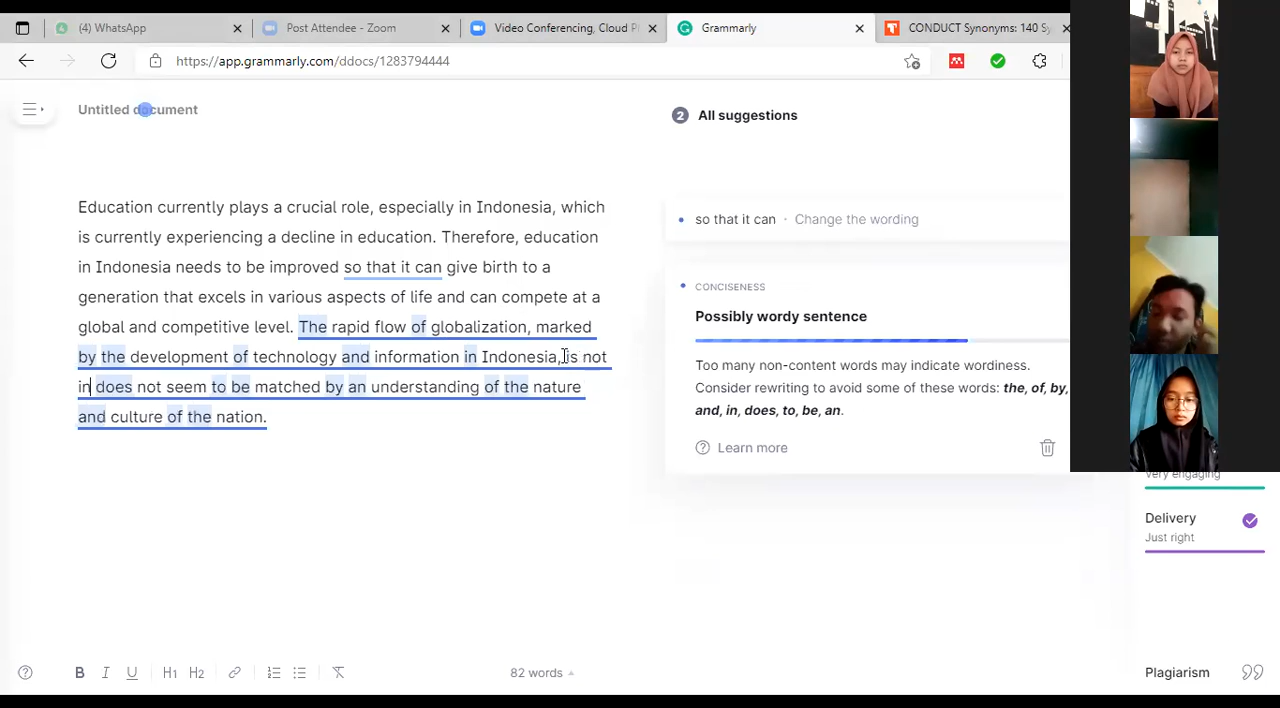 (4) WhatsApp
Post Attendee - Zoom
Video Conferencing, Cloud P
Grammarly
CONDUCT Synonyms: 140 Sy
https://app.grammarly.com/ddocs/1283794444
Untitled document
2 All suggestions
Education currently plays a crucial role, especially in Indonesia, which
is currently experiencing a decline in education. Therefore, education
in Indonesia needs to be improved so that it can give birth to a
generation that excels in various aspects of life and can compete at a
global and competitive level. The rapid flow of globalization, marked
by the development of technology and information in Indonesia, is not
in does not seem to be matched by an understanding of the nature
and culture of the nation.
so that it can · Change the wording
CONCISENESS
Possibly wordy sentence
Too many non-content words may indicate wordiness.
Consider rewriting to avoid some of these words: the, of, by,
and, in, does, to, be, an.
Learn more
Very engaging
Delivery
Just right
B I U H1 H2
82 words
Plagiarism